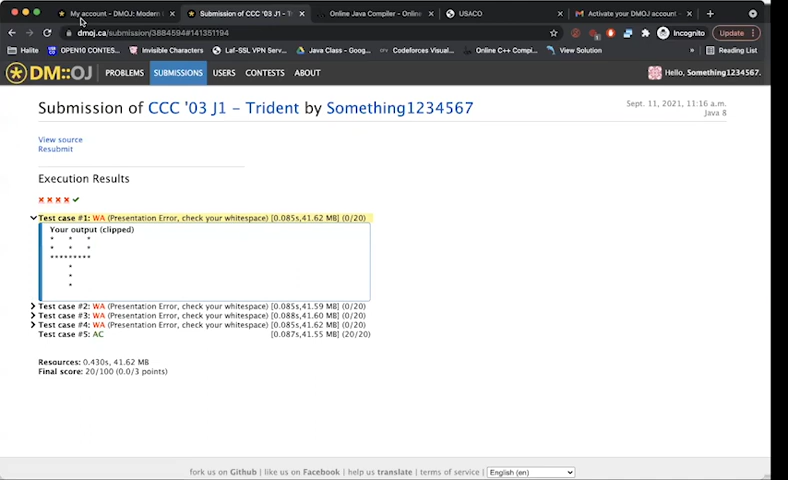 My account - DMOJ: Modern
Submission of CCC '03 J1 - Tr
Online Java Compiler - Online
USACO
Activate your DMOJ account
dmoj.ca/submission/3884594#141351194
Incognito
Update
Halite
OPEN10 CONTEST...
Invisible Characters
Laf-SSL VPN Serv...
Java Class - Goog...
Codeforces Visual...
Online C++ Compl...
View Solution
»
Reading List
DM::OJ
PROBLEMS
SUBMISSIONS
USERS
CONTESTS
ABOUT
Hello, Something1234567.
Submission of CCC '03 J1 - Trident by Something1234567
Sept. 11, 2021, 11:16 a.m.
Java 8
View source
Resubmit
Execution Results
Test case #1: WA (Presentation Error, check your whitespace) [0.085s,41.62 MB] (0/20)
Your output (clipped)
*  *  *
*  *  *
*********
*
*
*
Test case #2: WA (Presentation Error, check your whitespace) [0.085s,41.59 MB] (0/20)
Test case #3: WA (Presentation Error, check your whitespace) [0.088s,41.60 MB] (0/20)
Test case #4: WA (Presentation Error, check your whitespace) [0.085s,41.62 MB] (0/20)
Test case #5: AC [0.087s,41.55 MB] (20/20)
Resources: 0.430s, 41.62 MB
Final score: 20/100 (0.0/3 points)
fork us on Github | like us on Facebook | help us translate | terms of service | English (en)